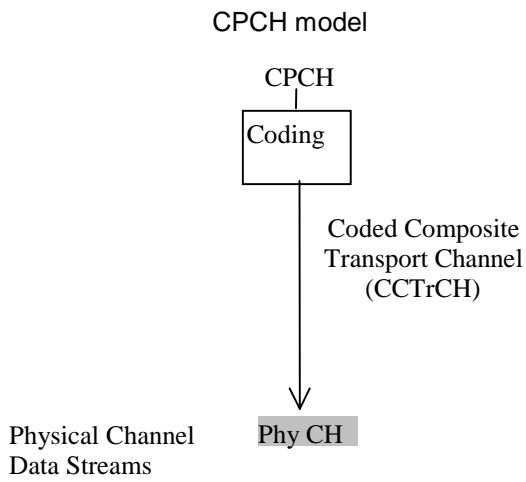 CPCH model
CPCH
Coding
Coded Composite
Transport Channel
(CCTrCH)
Physical Channel
Data Streams
Phy CH